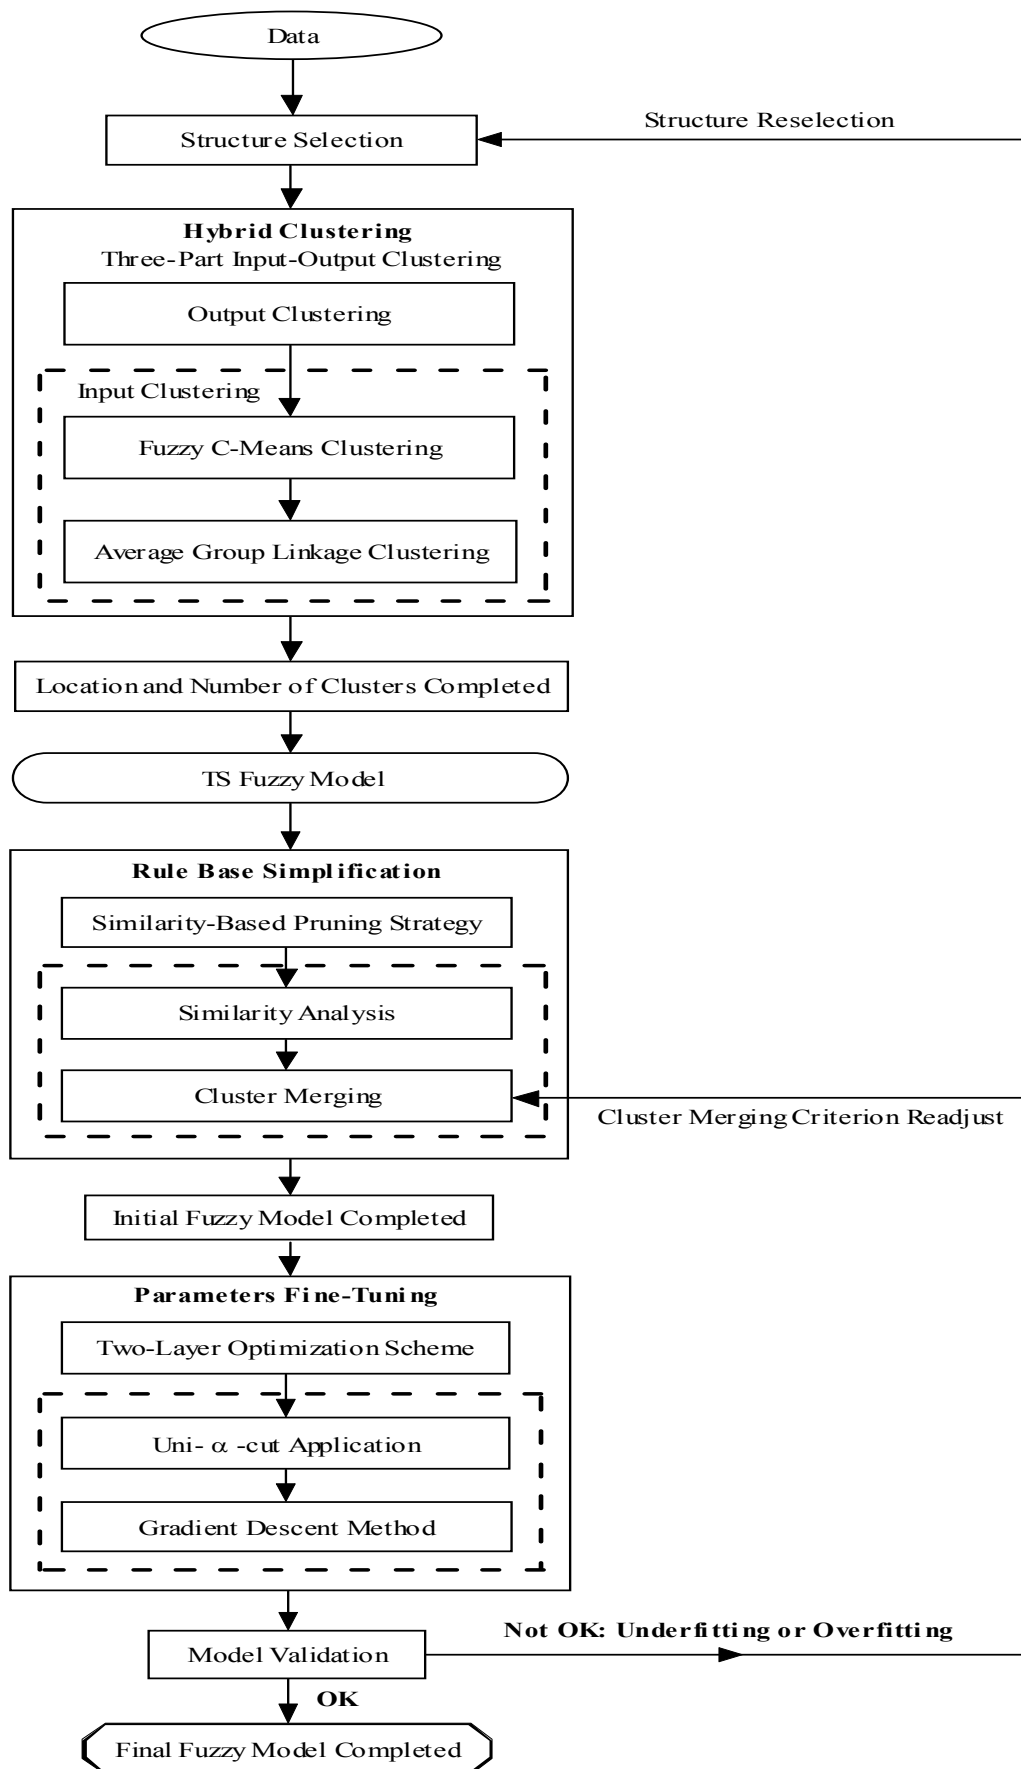 Data
Structure Selection
Structure Reselection
Hybrid Clustering
Three-Part Input-Output Clustering
Output Clustering
Input Clustering
Fuzzy C-Means Clustering
Average Group Linkage Clustering
Location and Number of Clusters Completed
TS Fuzzy Model
Rule Base Simplification
Similarity-Based Pruning Strategy
Similarity Analysis
Cluster Merging
Cluster Merging Criterion Readjust
Initial Fuzzy Model Completed
Parameters Fine-Tuning
Two-Layer Optimization Scheme
Uni- α -cut Application
Gradient Descent Method
Not OK: Underfitting or Overfitting
Model Validation
OK
Final Fuzzy Model Completed